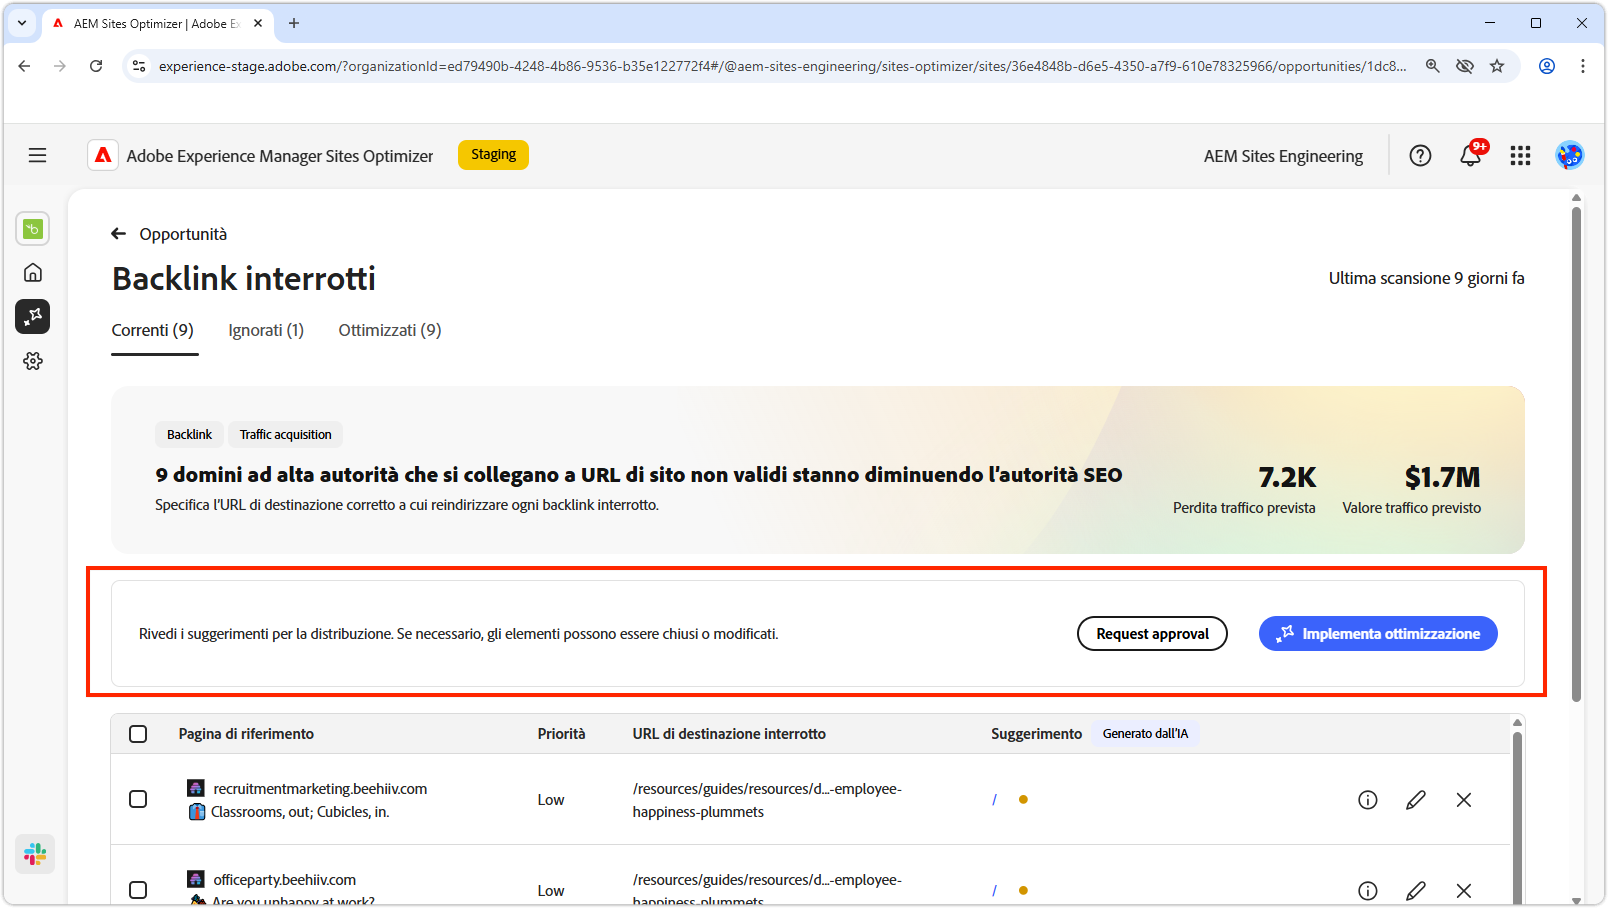 AEM Sites Optimizer | Adobe Ex
experience-stage.adobe.com/?organizationId=ed79490b-4248-4b86-9536-b35e122772f4#/@aem-sites-engineering/sites-optimizer/sites/36e4848b-d6e5-4350-a7f9-610e78325966/opportunities/1dc8...
Adobe Experience Manager Sites Optimizer
Staging
AEM Sites Engineering
9+
Opportunità
Backlink interrotti
Ultima scansione 9 giorni fa
Correnti (9)
Ignorati (1)
Ottimizzati (9)
Backlink
Traffic acquisition
9 domini ad alta autorità che si collegano a URL di sito non validi stanno diminuendo l'autorità SEO
Specifica l'URL di destinazione corretto a cui reindirizzare ogni backlink interrotto.
7.2K
Perdita traffico prevista
$1.7M
Valore traffico previsto
Rivedi i suggerimenti per la distribuzione. Se necessario, gli elementi possono essere chiusi o modificati.
Request approval
Implementa ottimizzazione
Pagina di riferimento
Priorità
URL di destinazione interrotto
Suggerimento
Generato dall'IA
recruitmentmarketing.beehiiv.com
👔 Classrooms, out; Cubicles, in.
Low
/resources/guides/resources/d...-employee-
happiness-plummets
/
officeparty.beehiiv.com
Are you unhappy at work?
Low
/resources/guides/resources/d...-employee-
happiness-plummets
/